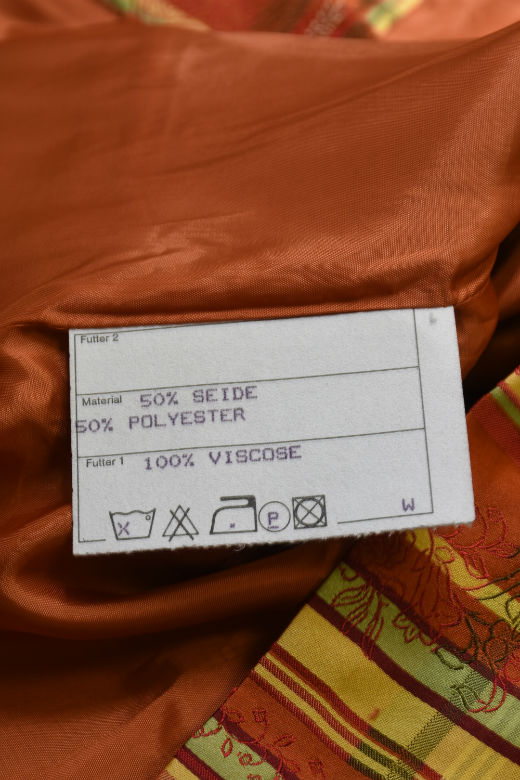 Futter 2
Material 50% SEIDE
50% POLYESTER
Futter 1 100% VISCOSE
X P W